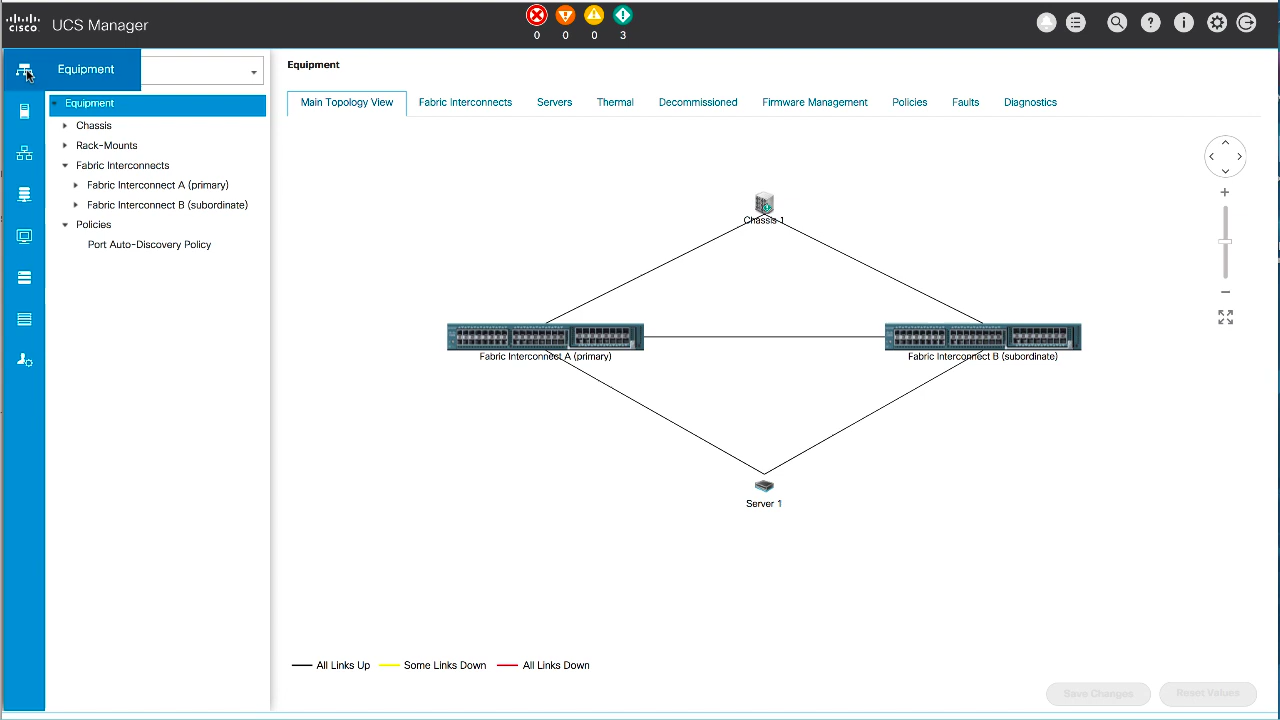 cisco UCS Manager
0 0 0 3
Equipment
Equipment
Chassis
Rack-Mounts
Fabric Interconnects
Fabric Interconnect A (primary)
Fabric Interconnect B (subordinate)
Policies
Port Auto-Discovery Policy
Equipment
Main Topology View Fabric Interconnects Servers Thermal Decommissioned Firmware Management Policies Faults Diagnostics
Chassis 1
Fabric Interconnect A (primary) Fabric Interconnect B (subordinate)
Server 1
All Links Up Some Links Down All Links Down
Save Changes Reset Values